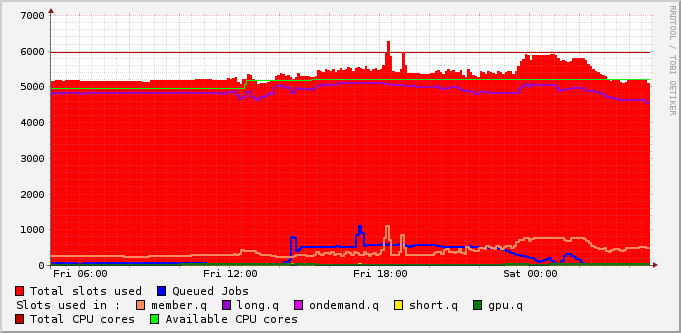 7000
6000
5000
4000
3000
2000
1000
0
Fri 06:00 Fri 12:00 Fri 18:00 Sat 00:00
Total slots used Queued Jobs
Slots used in : member.q long.q ondemand.q short.q gpu.q
Total CPU cores Available CPU cores
RRDTOOL / TOBI OETIKER